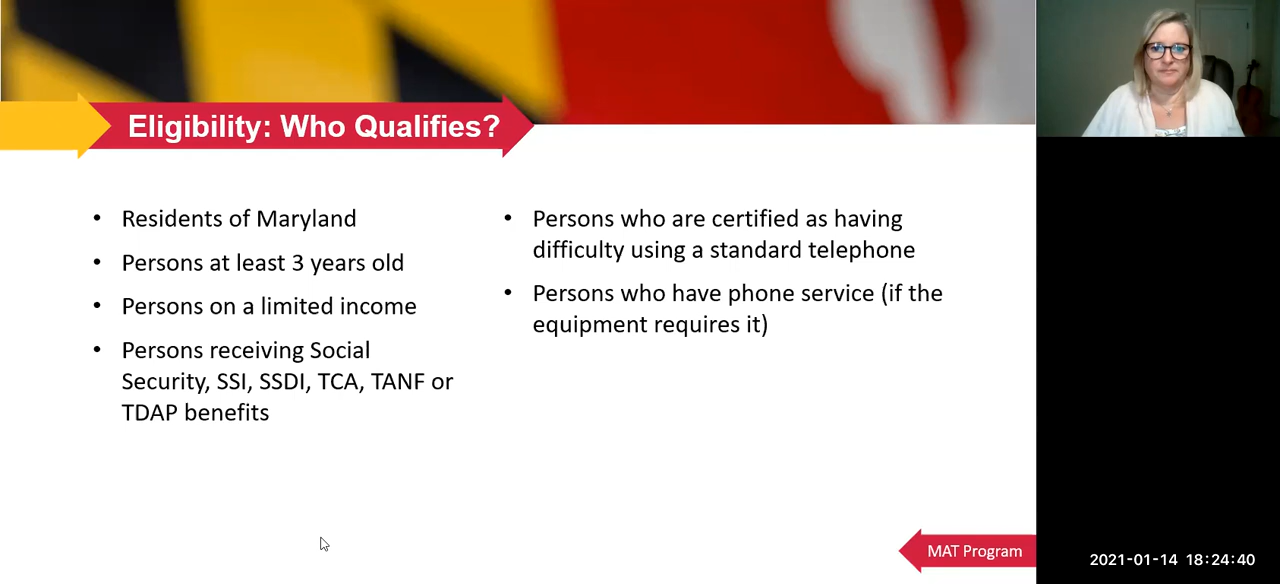 Eligibility: Who Qualifies?
• Residents of Maryland
• Persons at least 3 years old
• Persons on a limited income
• Persons receiving Social
Security, SSI, SSDI, TCA, TANF or
TDAP benefits
• Persons who are certified as having
difficulty using a standard telephone
• Persons who have phone service (if the
equipment requires it)
MAT Program
2021-01-14 18:24:40